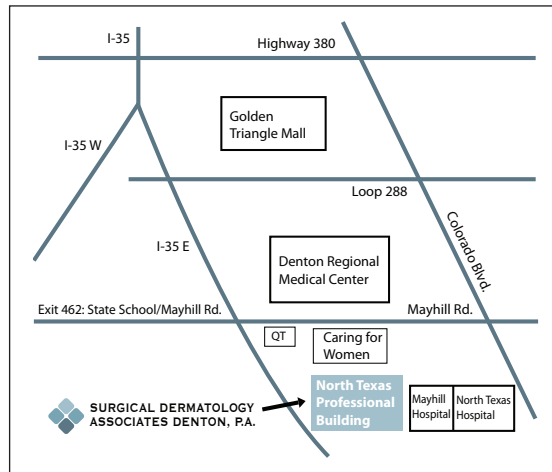 I-35
Highway 380
Golden
Triangle Mall
I-35 W
Loop 288
I-35 E
Colorado Blvd.
Denton Regional
Medical Center
Exit 462: State School/Mayhill Rd.
Mayhill Rd.
QT
Caring for
Women
North Texas
Professional
Building
Mayhill
Hospital
North Texas
Hospital
SURGICAL DERMATOLOGY
ASSOCIATES DENTON, P.A.